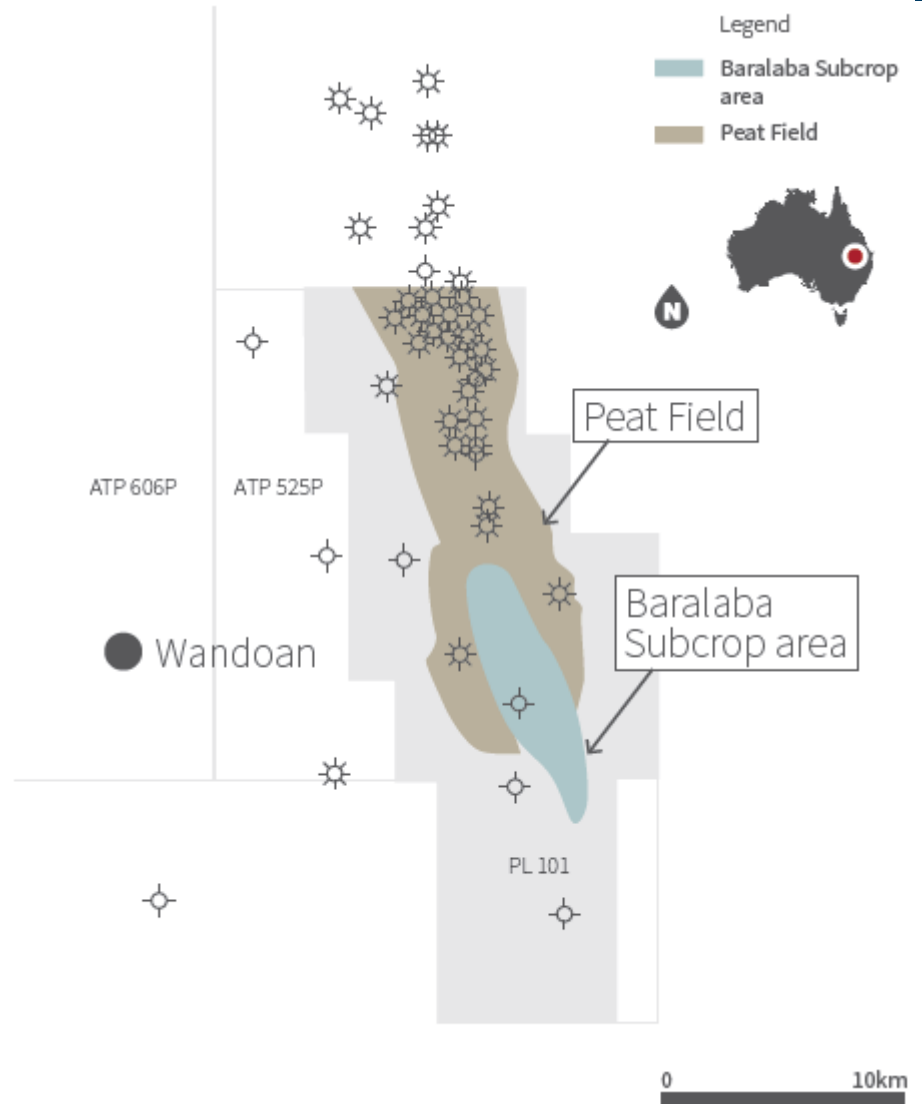 Legend
Baralaba Subcrop
area
Peat Field
N
Peat Field
ATP 606P
ATP 525P
Baralaba
Subcrop area
Wandoan
PL 101
0
10km